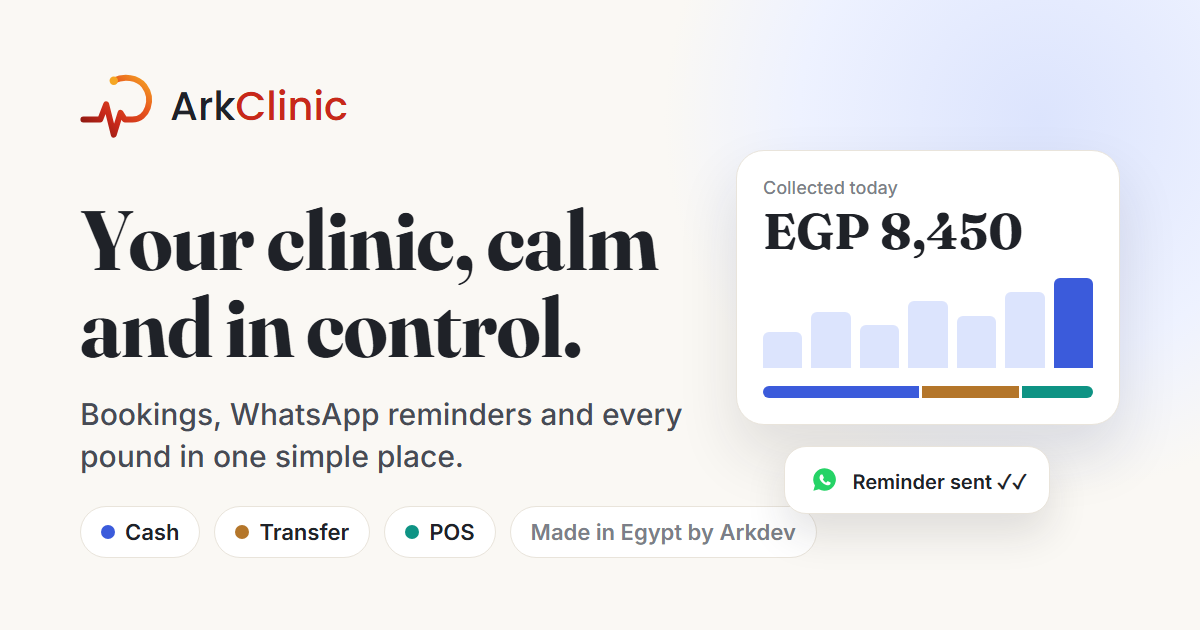 ArkClinic
Your clinic, calm
and in control.
Bookings, WhatsApp reminders and every
pound in one simple place.
Cash
Transfer
POS
Made in Egypt by Arkdev
Collected today
EGP 8,450
Reminder sent ✓✓